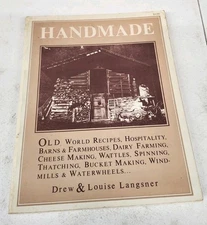 HANDMADE
OLD WORLD RECIPES, HOSPITALITY,
BARNS & FARMHOUSES, DAIRY FARMING,
CHEESE MAKING, WATTLES, SPINNING,
THATCHING, BUCKET MAKING, WIND-
MILLS & WATERWHEELS...
Drew & Louise Langsner